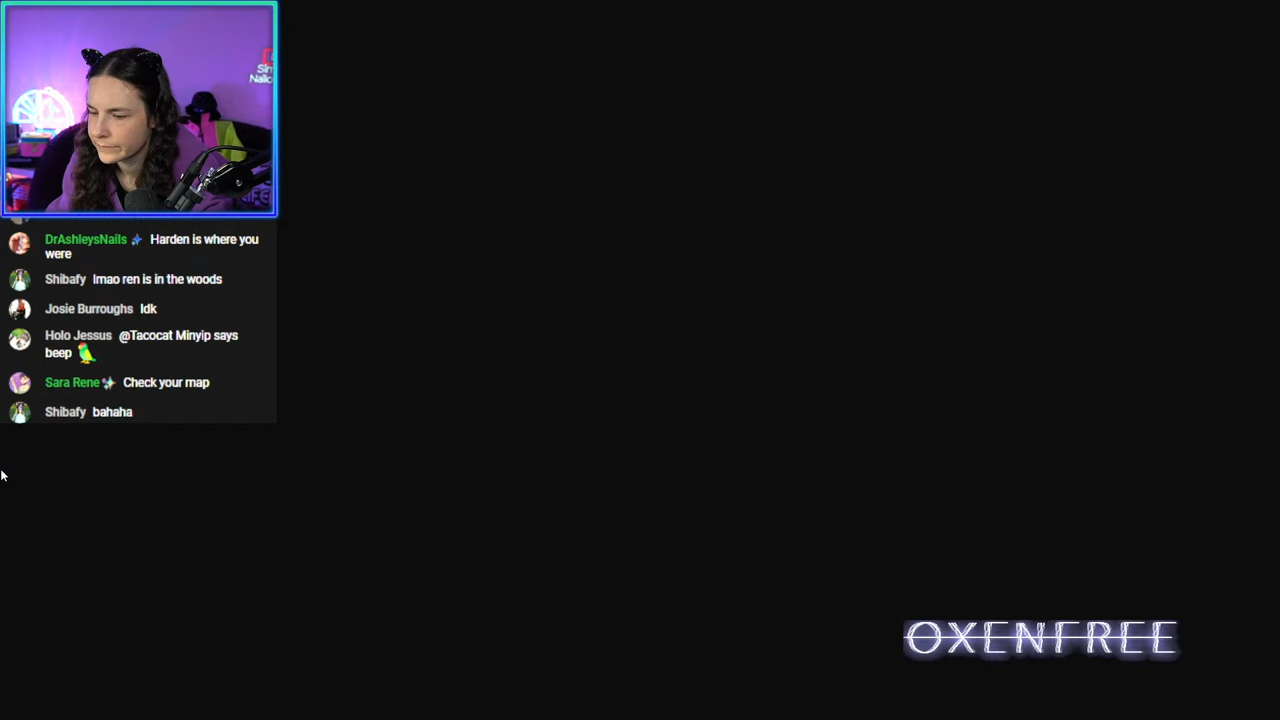 DrAshleysNails Harden is where you
were
Shibafy lmao ren is in the woods
Josie Burroughs Idk
Holo Jessus @Tacocat Minyip says
beep
Sara Rene Check your map
Shibafy bahaha
OXENFREE